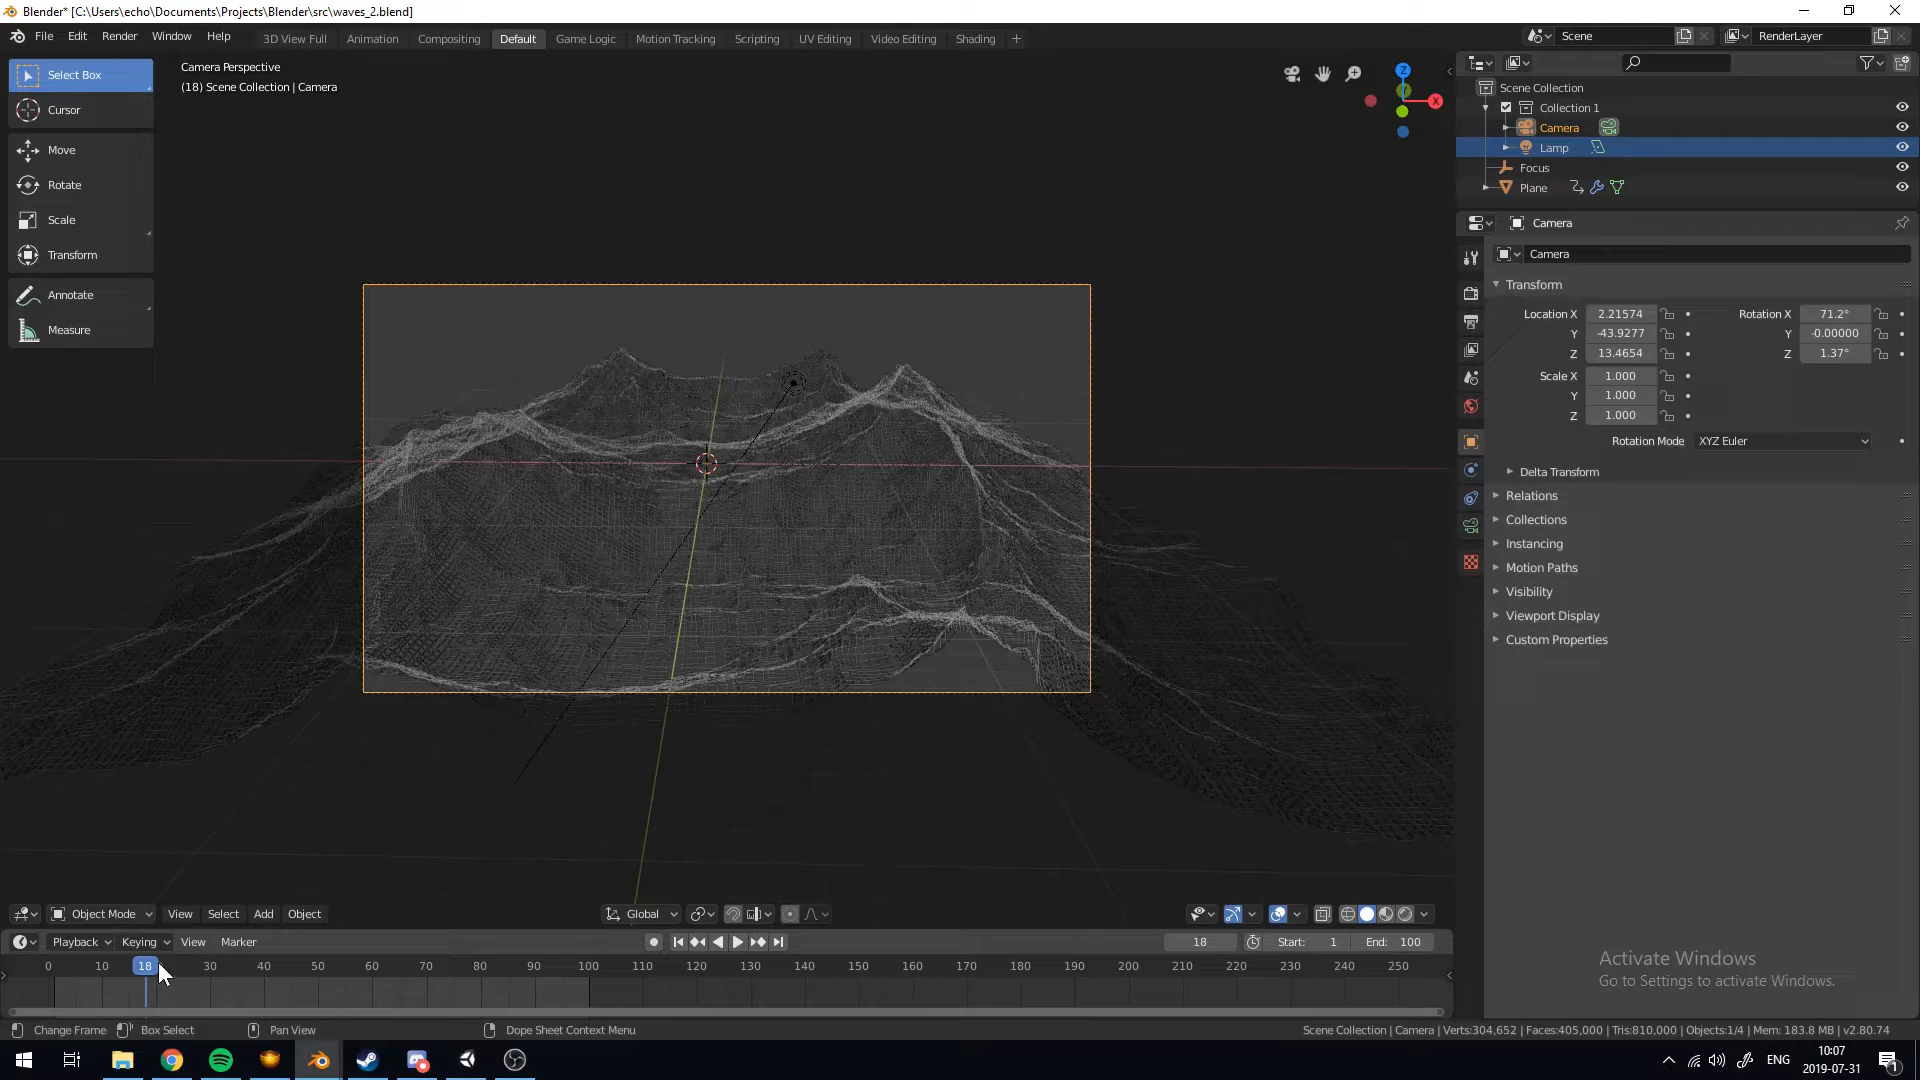 Blender* [C:\Users\echo\Documents\Projects\Blender\src\waves_2.blend]
File Edit Render Window Help 3D View Full Animation Compositing Default Game Logic Motion Tracking Scripting UV Editing Video Editing Shading + Scene RenderLayer
Select Box
Cursor
Move
Rotate
Scale
Transform
Annotate
Measure
Camera Perspective
(18) Scene Collection | Camera
Z
Y
X
Scene Collection
Collection 1
Camera
Lamp
Focus
Plane
Camera
Camera
Transform
Location X 2.21574 Rotation X 71.2°
Y -43.9277 Y -0.00000
Z 13.4654 Z 1.37°
Scale X 1.000
Y 1.000
Z 1.000
Rotation Mode XYZ Euler
Delta Transform
Relations
Collections
Instancing
Motion Paths
Visibility
Viewport Display
Custom Properties
Object Mode View Select Add Object Global
Playback Keying View Marker 18 Start: 1 End: 100
0 10 18 30 40 50 60 70 80 90 100 110 120 130 140 150 160 170 180 190 200 210 220 230 240 250
Activate Windows
Go to Settings to activate Windows.
Change Frame Box Select Pan View Dope Sheet Context Menu Scene Collection | Camera | Verts:304,652 | Faces:405,000 | Tris:810,000 | Objects:1/4 | Mem: 183.8 MB | v2.80.74
ENG 10:07
2019-07-31
1